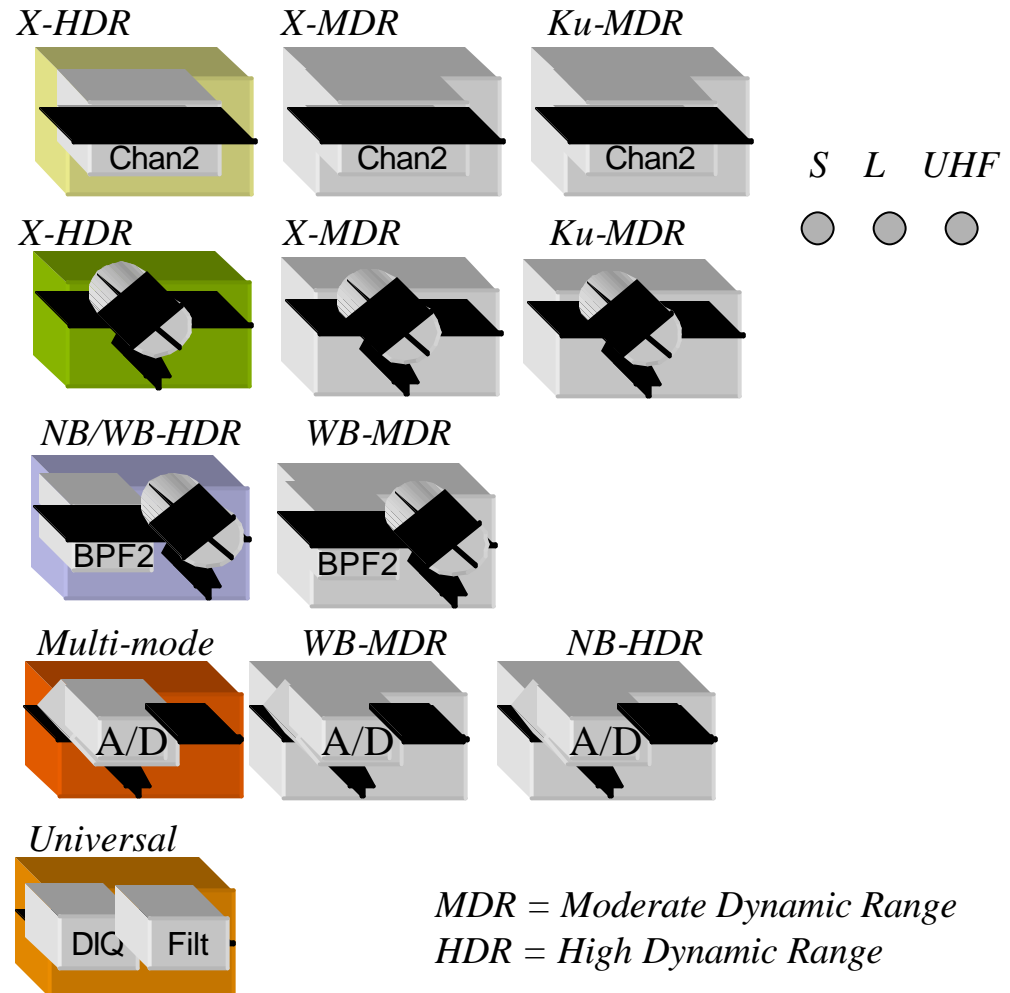 X-HDR X-MDR Ku-MDR
Chan2 Chan2 Chan2
S L UHF
X-HDR X-MDR Ku-MDR
NB/WB-HDR WB-MDR
BPF2 BPF2
Multi-mode WB-MDR NB-HDR
A/D A/D A/D
Universal
DIQ Filt
MDR = Moderate Dynamic Range
HDR = High Dynamic Range